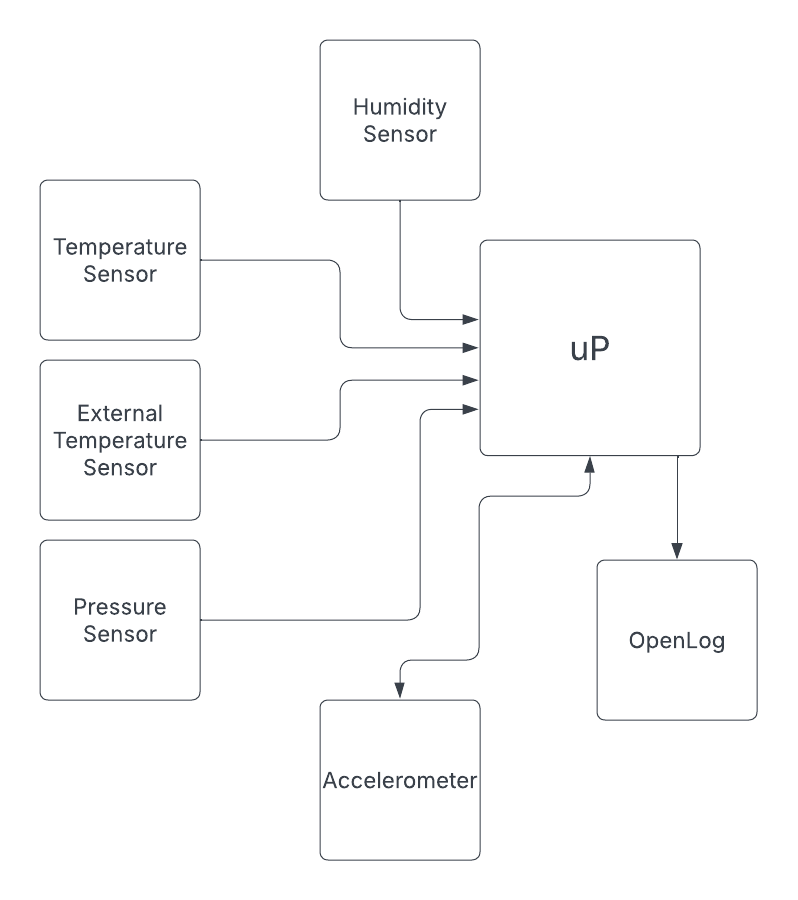 Humidity
Sensor
Temperature
Sensor
uP
External
Temperature
Sensor
Pressure
Sensor
OpenLog
Accelerometer